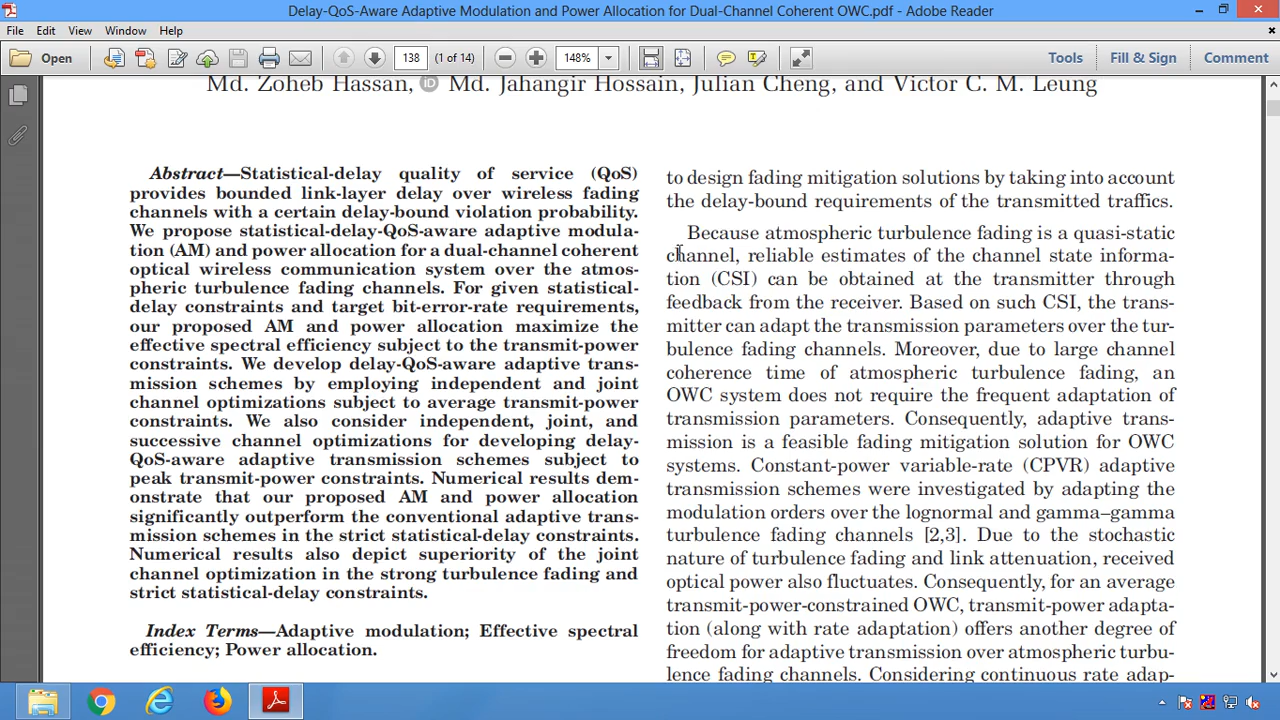 Delay-QoS-Aware Adaptive Modulation and Power Allocation for Dual-Channel Coherent OWC.pdf - Adobe Reader
File Edit View Window Help
Open 138 (1 of 14) 148% Tools Fill & Sign Comment
Md. Zoheb Hassan, iD Md. Jahangir Hossain, Julian Cheng, and Victor C. M. Leung
Abstract—Statistical-delay quality of service (QoS)
provides bounded link-layer delay over wireless fading
channels with a certain delay-bound violation probability.
We propose statistical-delay-QoS-aware adaptive modula-
tion (AM) and power allocation for a dual-channel coherent
optical wireless communication system over the atmos-
pheric turbulence fading channels. For given statistical-
delay constraints and target bit-error-rate requirements,
our proposed AM and power allocation maximize the
effective spectral efficiency subject to the transmit-power
constraints. We develop delay-QoS-aware adaptive trans-
mission schemes by employing independent and joint
channel optimizations subject to average transmit-power
constraints. We also consider independent, joint, and
successive channel optimizations for developing delay-
QoS-aware adaptive transmission schemes subject to
peak transmit-power constraints. Numerical results dem-
onstrate that our proposed AM and power allocation
significantly outperform the conventional adaptive trans-
mission schemes in the strict statistical-delay constraints.
Numerical results also depict superiority of the joint
channel optimization in the strong turbulence fading and
strict statistical-delay constraints.
Index Terms—Adaptive modulation; Effective spectral
efficiency; Power allocation.
to design fading mitigation solutions by taking into account
the delay-bound requirements of the transmitted traffics.
Because atmospheric turbulence fading is a quasi-static
channel, reliable estimates of the channel state informa-
tion (CSI) can be obtained at the transmitter through
feedback from the receiver. Based on such CSI, the trans-
mitter can adapt the transmission parameters over the tur-
bulence fading channels. Moreover, due to large channel
coherence time of atmospheric turbulence fading, an
OWC system does not require the frequent adaptation of
transmission parameters. Consequently, adaptive trans-
mission is a feasible fading mitigation solution for OWC
systems. Constant-power variable-rate (CPVR) adaptive
transmission schemes were investigated by adapting the
modulation orders over the lognormal and gamma–gamma
turbulence fading channels [2,3]. Due to the stochastic
nature of turbulence fading and link attenuation, received
optical power also fluctuates. Consequently, for an average
transmit-power-constrained OWC, transmit-power adapta-
tion (along with rate adaptation) offers another degree of
freedom for adaptive transmission over atmospheric turbu-
lence fading channels. Considering continuous rate adap-